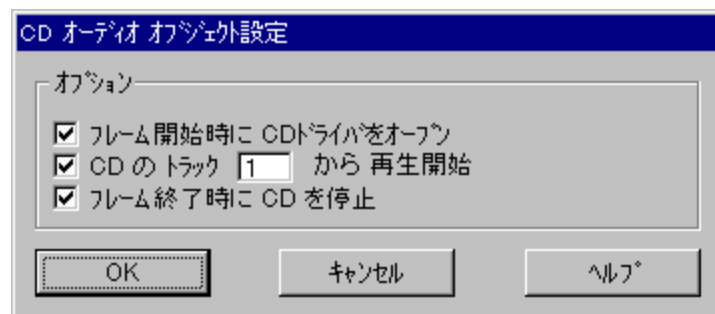 CD ｵｰﾃﾞｨｵ ｵﾌﾞｼﾞｪｸﾄ設定
ｵﾌﾟｼｮﾝ
ﾌﾚｰﾑ開始時に CDﾄﾞﾗｲﾊﾞをｵｰﾌﾟﾝ
CD の ﾄﾗｯｸ 1 から 再生開始
ﾌﾚｰﾑ終了時に CD を停止
OK ｷｬﾝｾﾙ ﾍﾙﾌﾟ